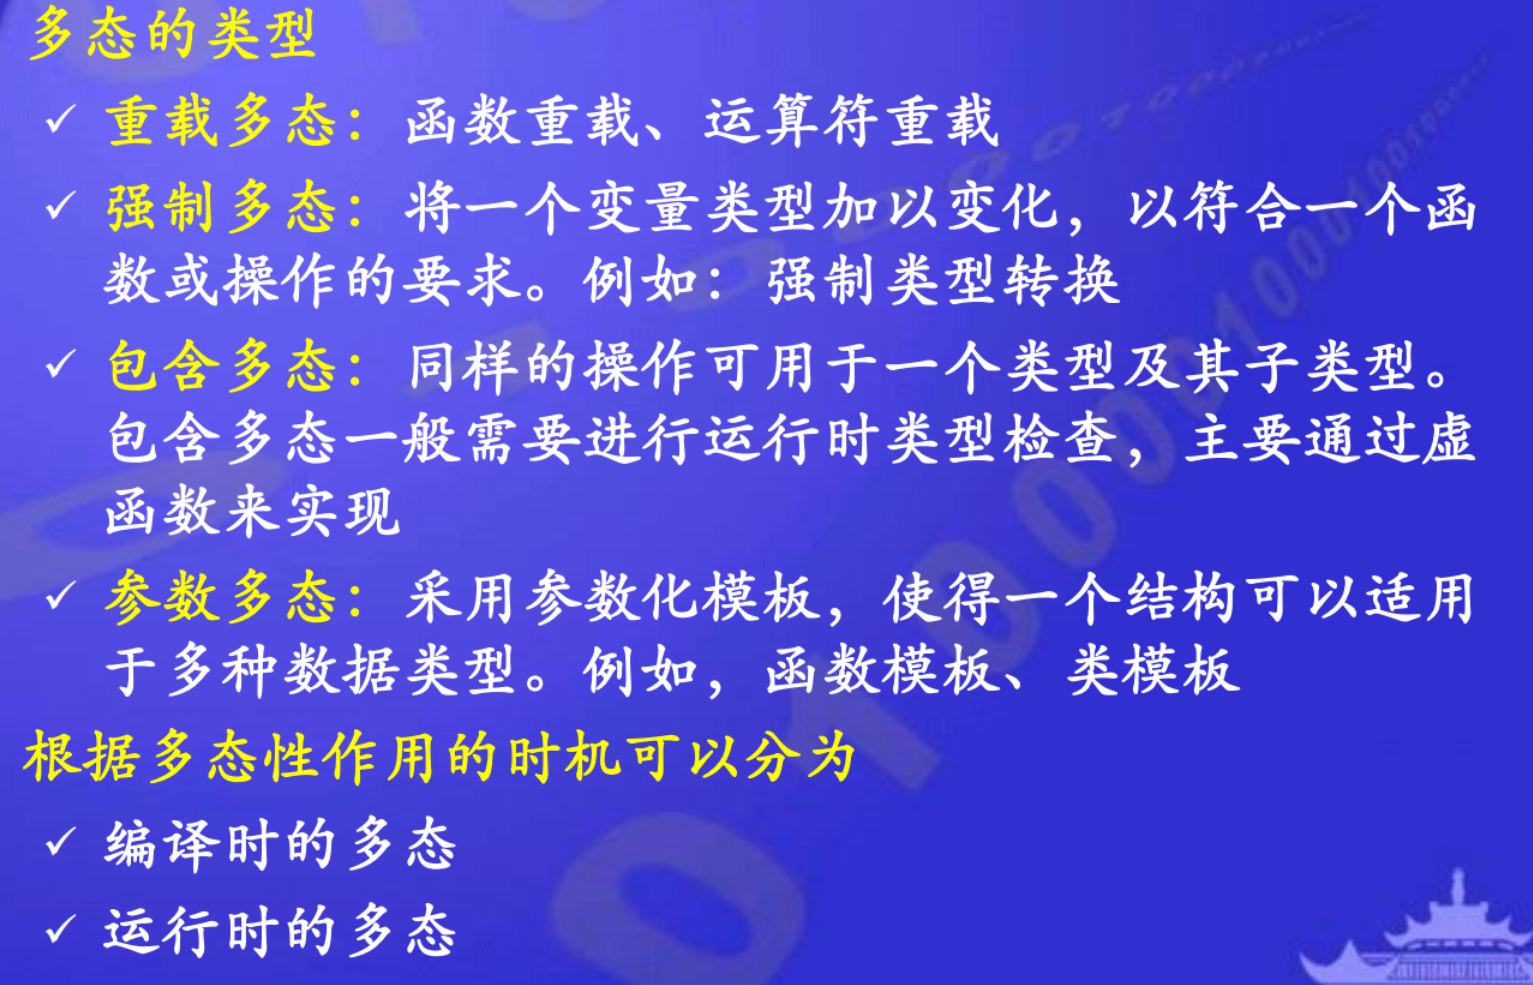 多态的类型
✓ 重载多态：函数重载、运算符重载
✓ 强制多态：将一个变量类型加以变化，以符合一个函
数或操作的要求。例如：强制类型转换
✓ 包含多态：同样的操作可用于一个类型及其子类型。
包含多态一般需要进行运行时类型检查，主要通过虚
函数来实现
✓ 参数多态：采用参数化模板，使得一个结构可以适用
于多种数据类型。例如，函数模板、类模板
根据多态性作用的时机可以分为
✓ 编译时的多态
✓ 运行时的多态